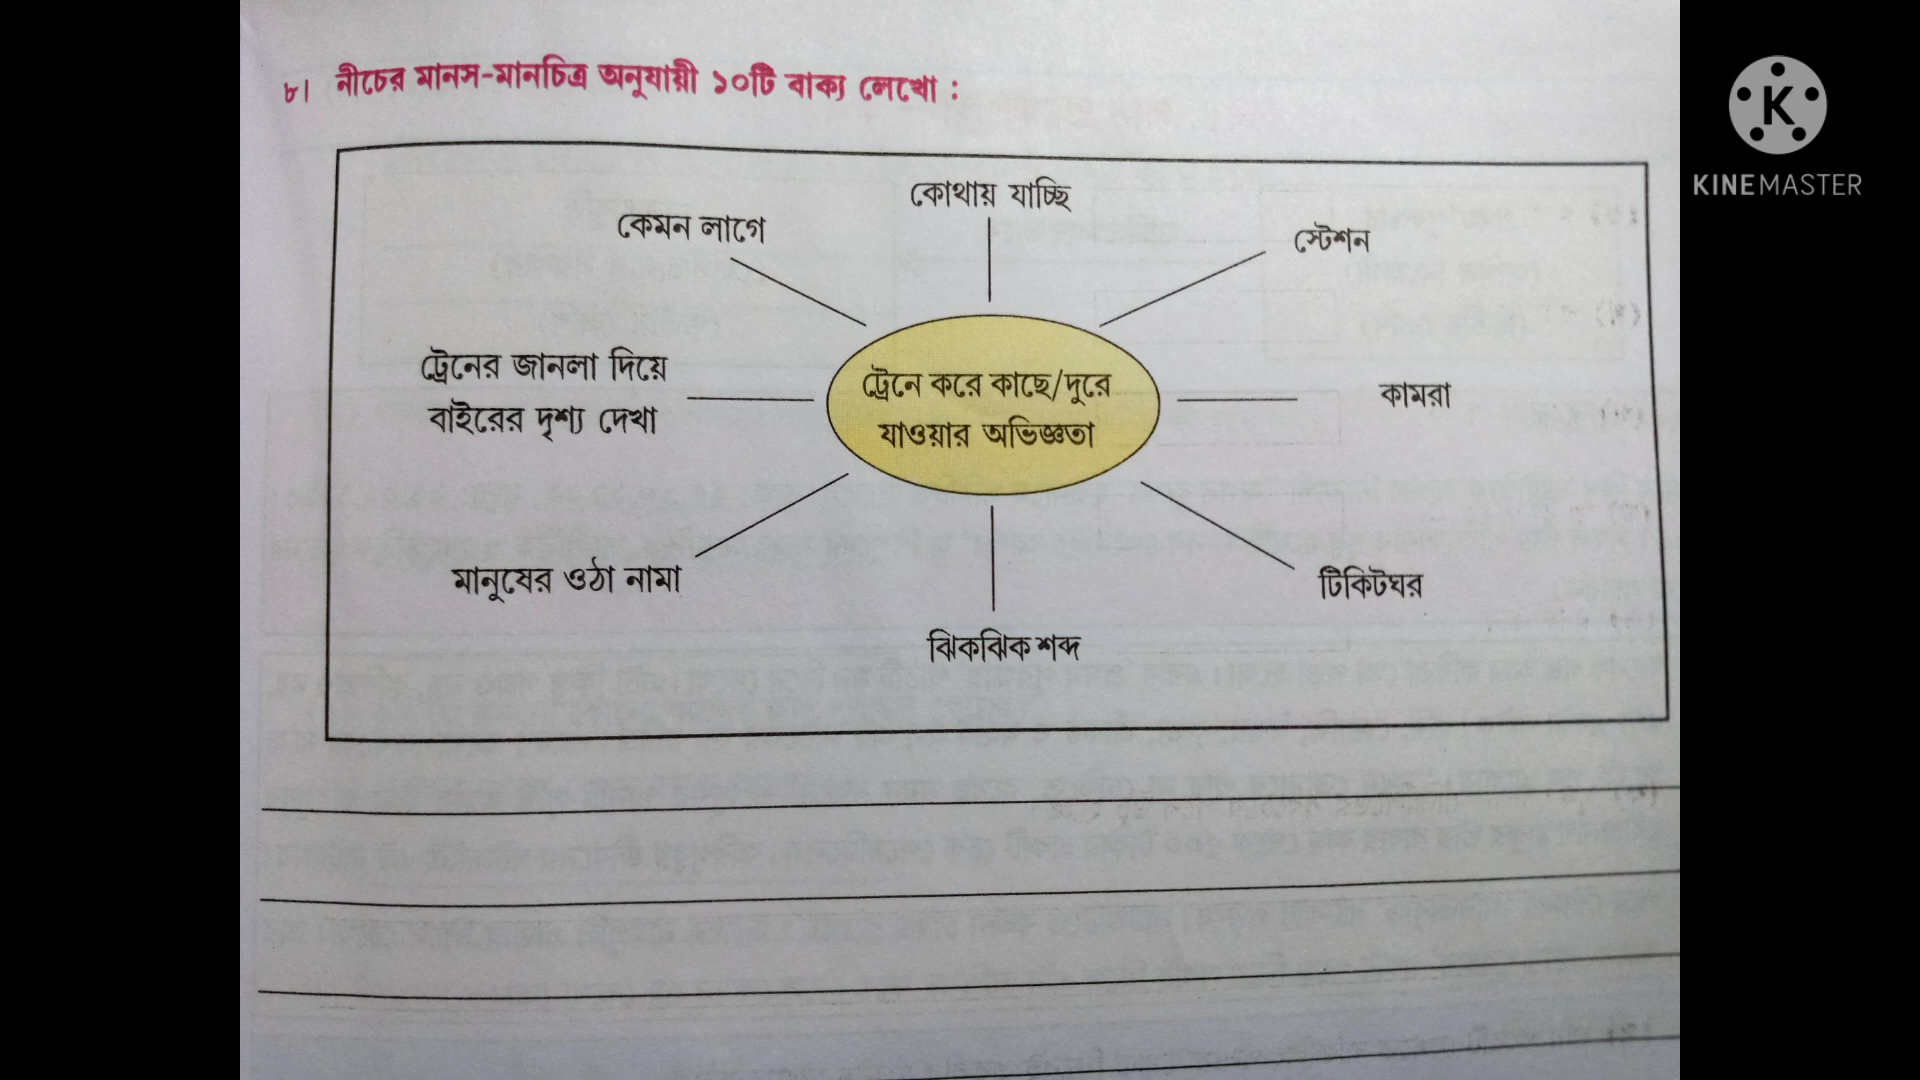 ৮। নীচের মানস-মানচিত্র অনুযায়ী ১০টি বাক্য লেখো :
কোথায় যাচ্ছি
কেমন লাগে
স্টেশন
ট্রেনের জানলা দিয়ে
বাইরের দৃশ্য দেখা
ট্রেনে করে কাছে/দূরে
যাওয়ার অভিজ্ঞতা
কামরা
মানুষের ওঠা নামা
টিকিটঘর
ঝিকঝিক শব্দ
K
KINEMASTER